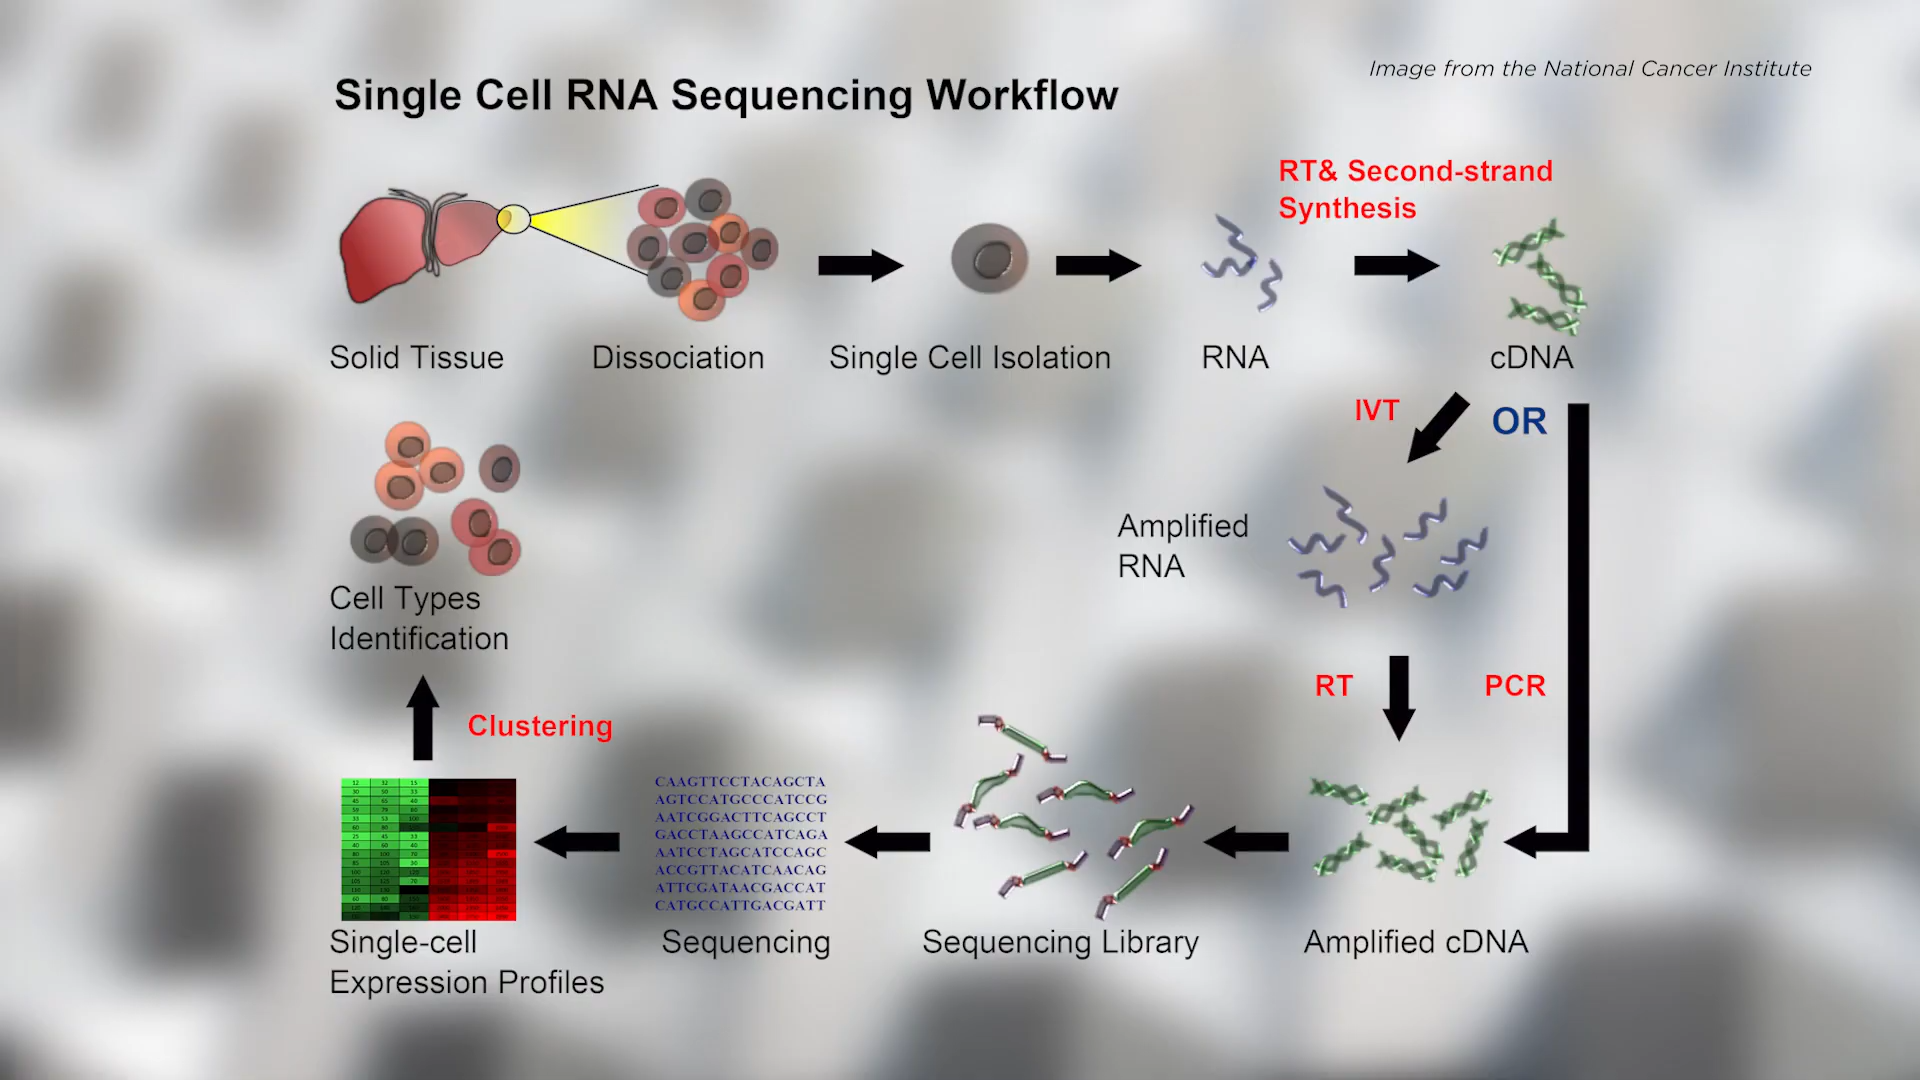 Image from the National Cancer Institute
Single Cell RNA Sequencing Workflow
RT& Second-strand
Synthesis
Solid Tissue
Dissociation
Single Cell Isolation
RNA
cDNA
IVT
OR
Amplified
RNA
Cell Types
Identification
RT
PCR
Clustering
CAAGTTCCTACAGCTA
AGTCCATGCCCATCCG
AATCGGACTTCAGCCT
GACCTAAGCCATCAGA
AATCCTAGCATCCAGC
ACCGTTACATCAACAG
ATTCGATAACGACCAT
CATGCCATTGACGATT
Single-cell
Expression Profiles
Sequencing
Sequencing Library
Amplified cDNA